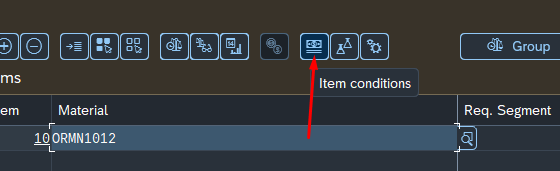 Group
ms
Item conditions
em
Material
Req. Segment
10
ORMN1012